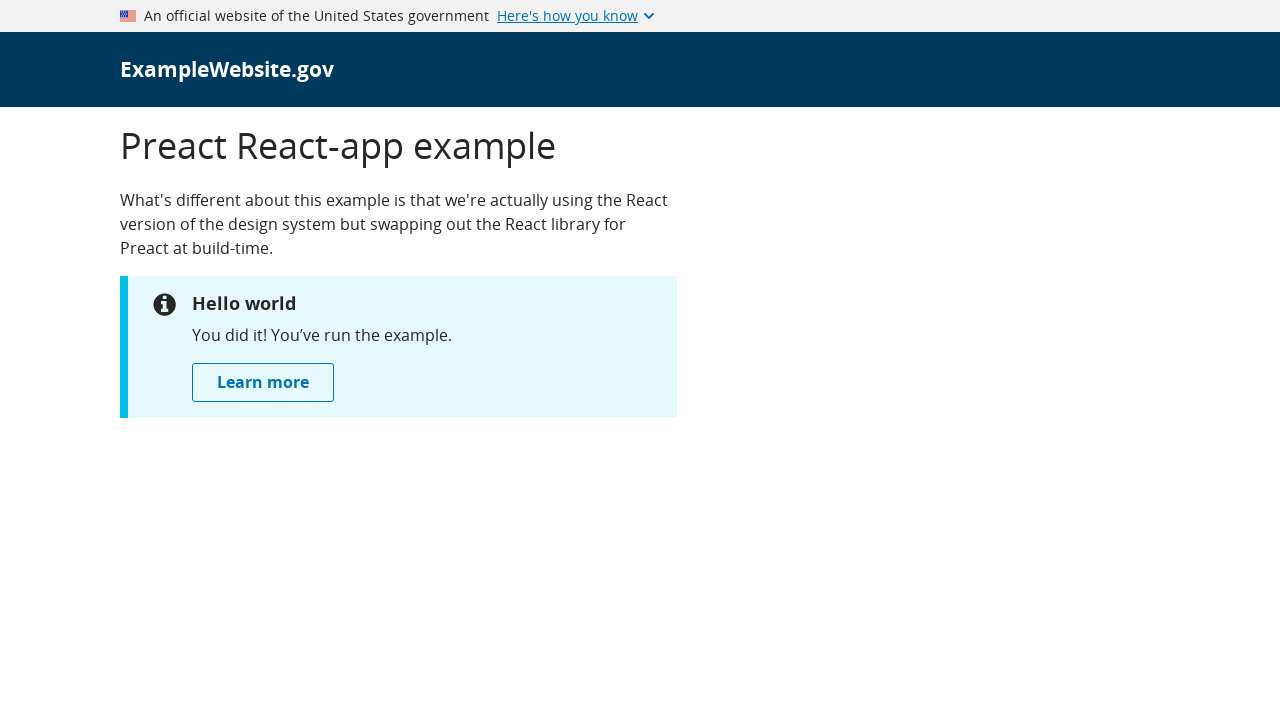 An official website of the United States government Here's how you know
ExampleWebsite.gov
Preact React-app example
What's different about this example is that we're actually using the React
version of the design system but swapping out the React library for
Preact at build-time.
Hello world
You did it! You’ve run the example.
Learn more